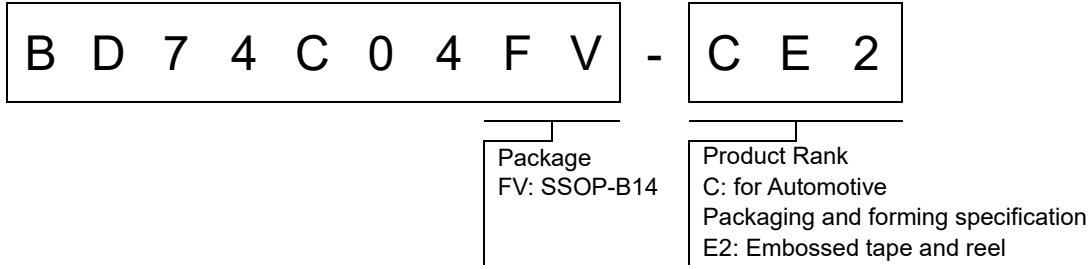 B D 7 4 C 0 4 F V - C E 2
Package
FV: SSOP-B14
Product Rank
C: for Automotive
Packaging and forming specification
E2: Embossed tape and reel